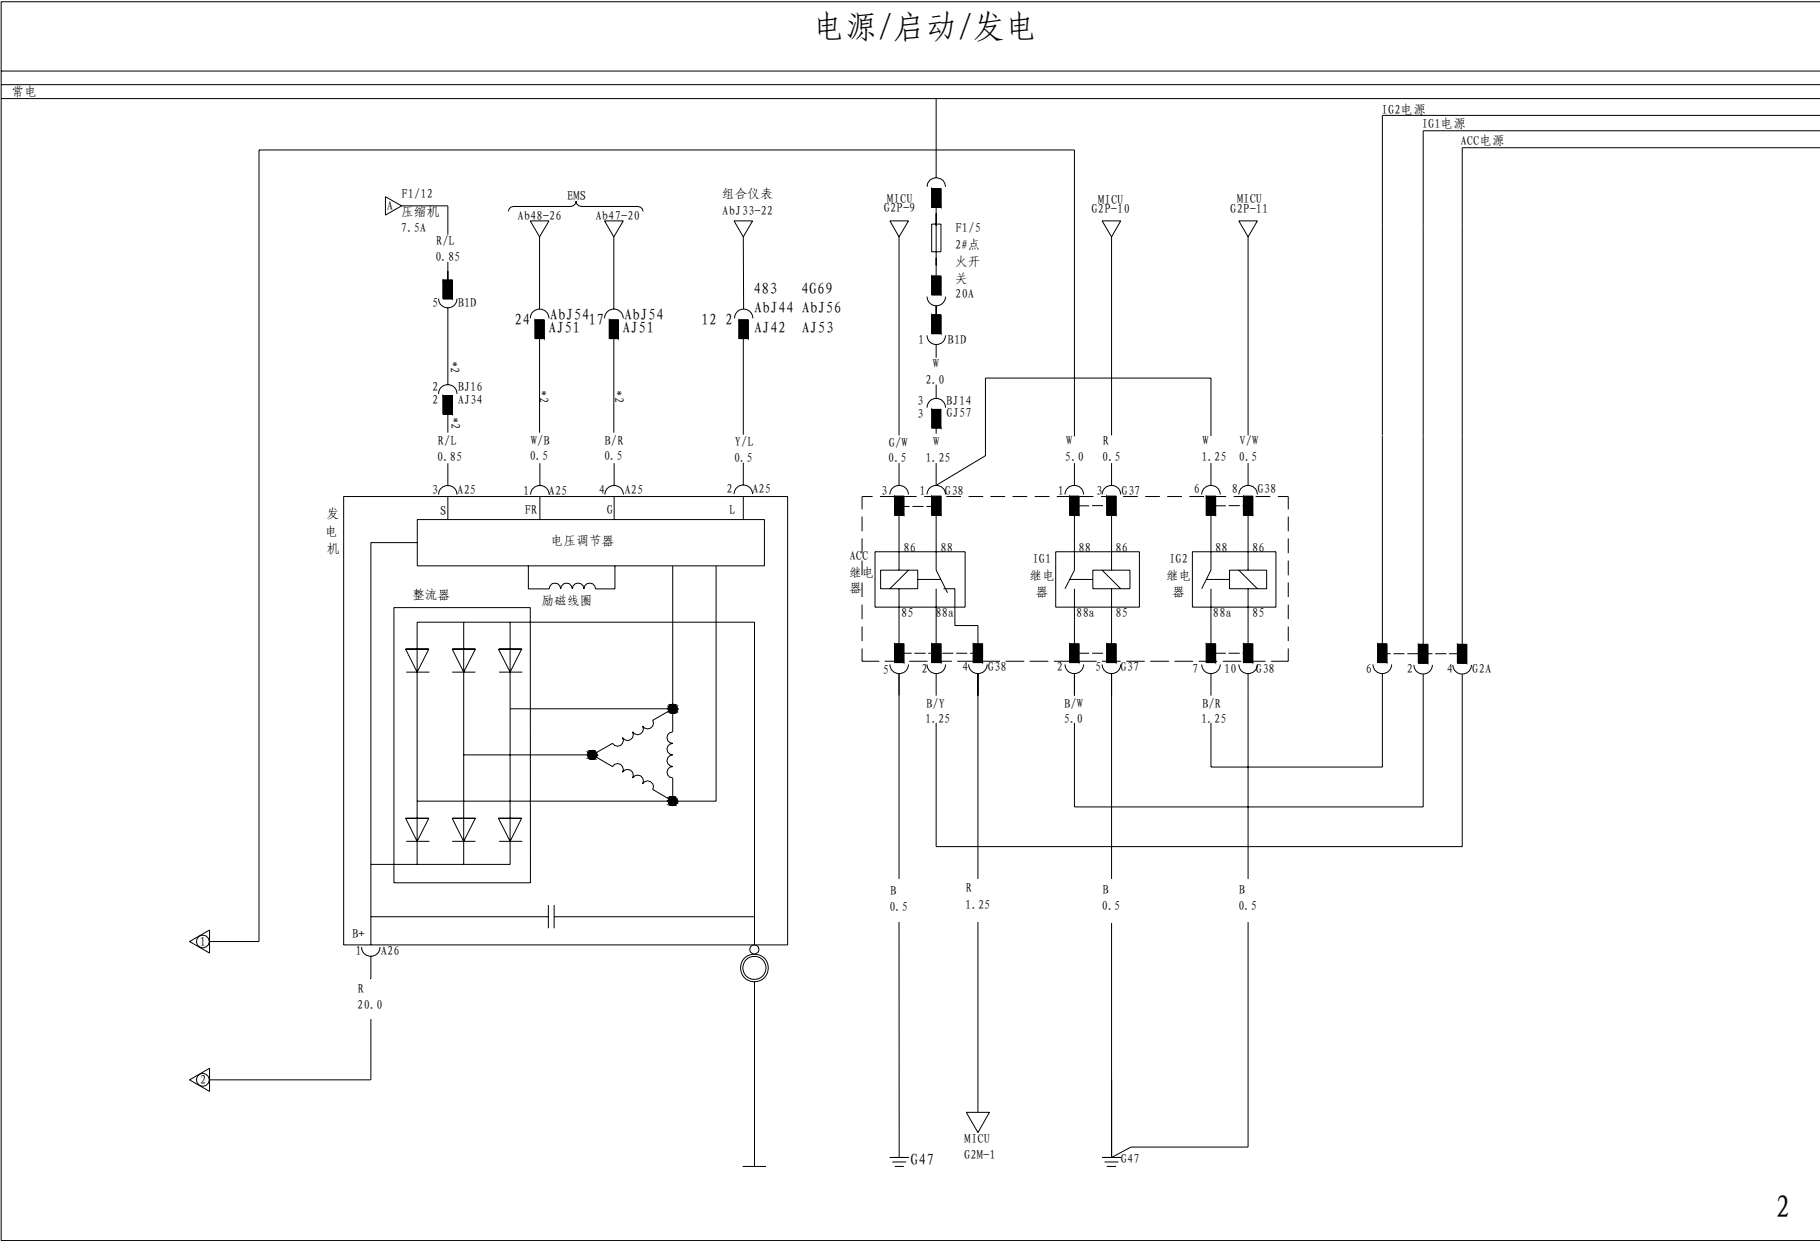 电源/启动/发电
常电
IG2电源
IG1电源
ACC电源
F1/12
压缩机
7.5A
A
R/L
0.85
EMS
Ab48-26
Ab47-20
组合仪表
AbJ33-22
MICU
G2P-9
F1/5
2#点
火开
关
20A
MICU
G2P-10
MICU
G2P-11
5
B1D
24
AbJ54
AJ51
17
AbJ54
AJ51
483 4G69
AbJ44 AbJ56
12 2
AJ42 AJ53
1
B1D
W
2.0
*2
2
BJ16
2
AJ34
*2
*2
*2
3
BJ14
3
GJ57
R/L
0.85
W/B
0.5
B/R
0.5
Y/L
0.5
G/W
0.5
W
1.25
W
5.0
R
0.5
W
1.25
V/W
0.5
3
A25
1
A25
4
A25
2
A25
3
1
G38
1
3
G37
6
8
G38
发
电
机
S
FR
G
L
电压调节器
励磁线圈
整流器
ACC
继电
器
86
88
85
88a
IG1
继电
器
88
86
88a
85
IG2
继电
器
88
86
88a
85
5
2
4
G38
2
5
G37
7
10
G38
6
2
4
G2A
B/Y
1.25
B/W
5.0
B/R
1.25
B
0.5
R
1.25
B
0.5
B
0.5
B+
1
A26
R
20.0
1
2
MICU
G2M-1
G47
G47
2